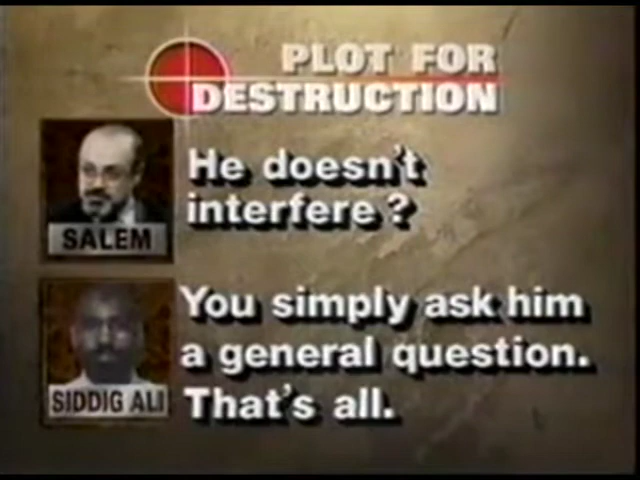 PLOT FOR
DESTRUCTION
He doesn't
interfere?
SALEM
You simply ask him
a general question.
That's all.
SIDDIG ALI